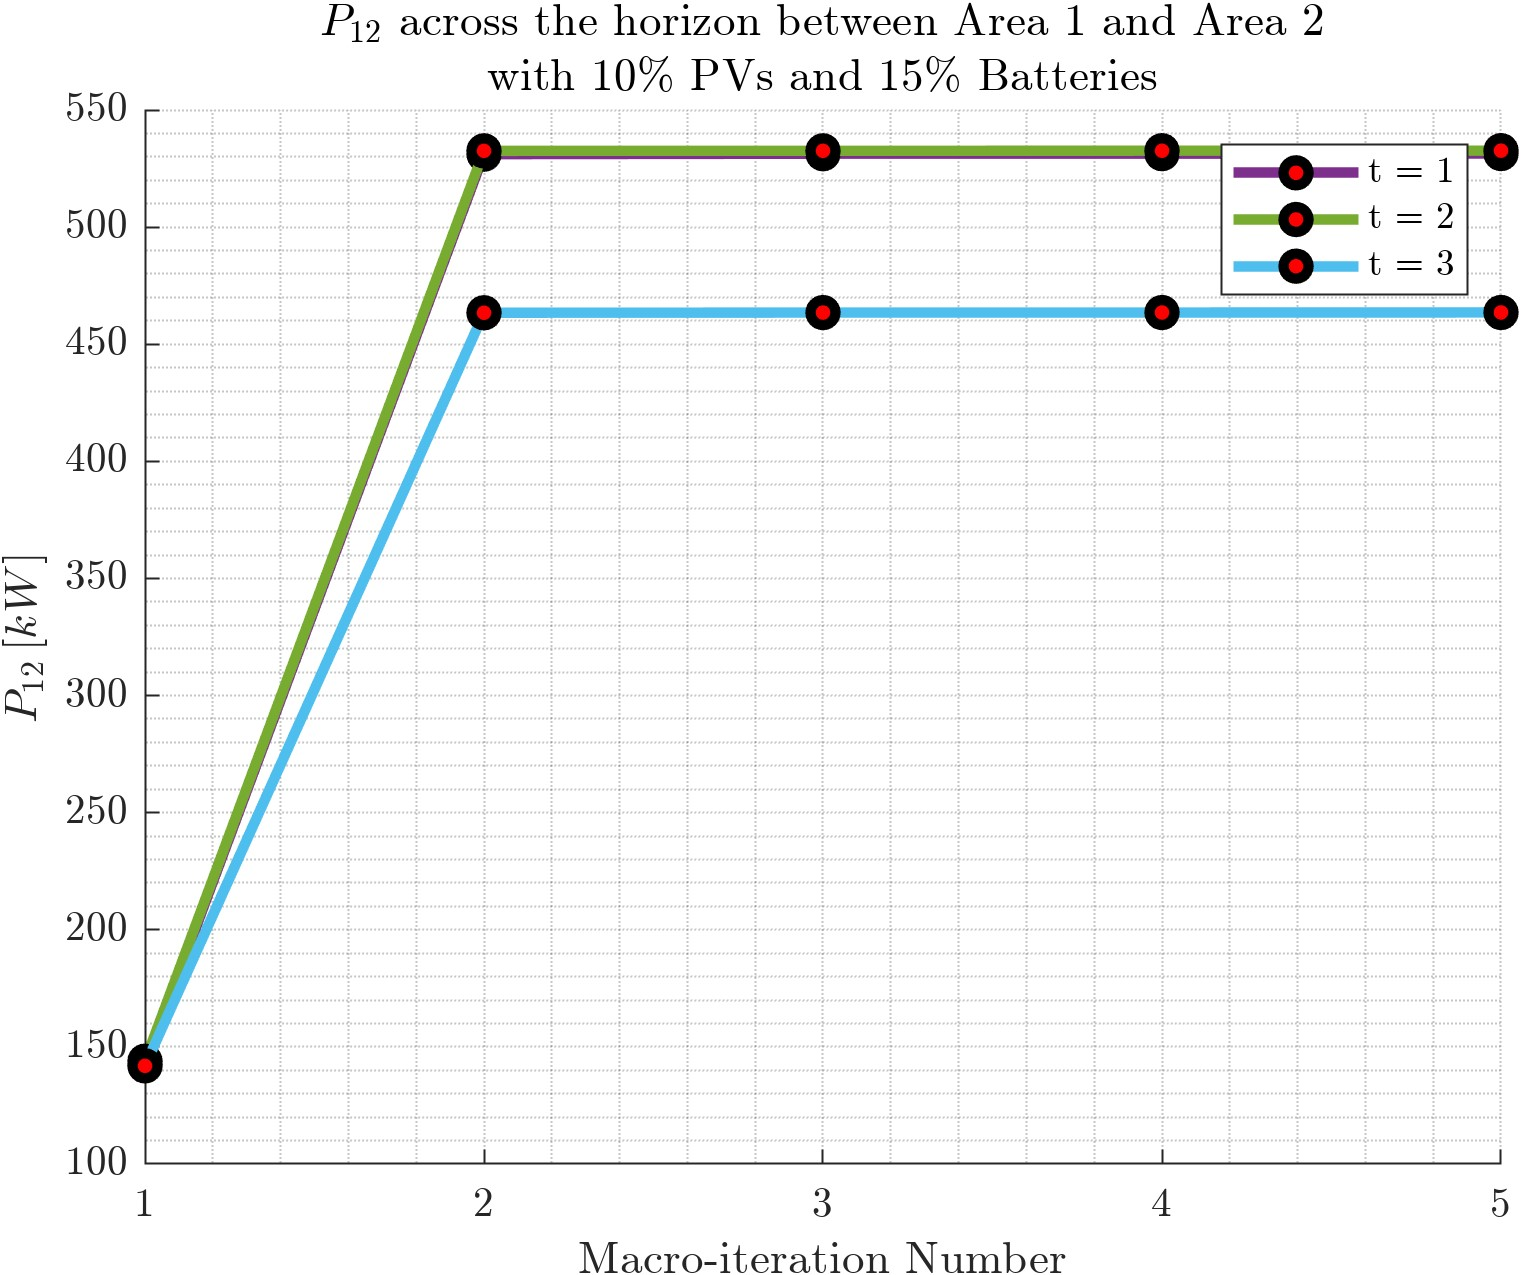 P₁₂ across the horizon between Area 1 and Area 2
with 10% PVs and 15% Batteries
550
500
450
400
350
300
250
200
150
100
P₁₂ [kW]
t = 1
t = 2
t = 3
1 2 3 4 5
Macro-iteration Number